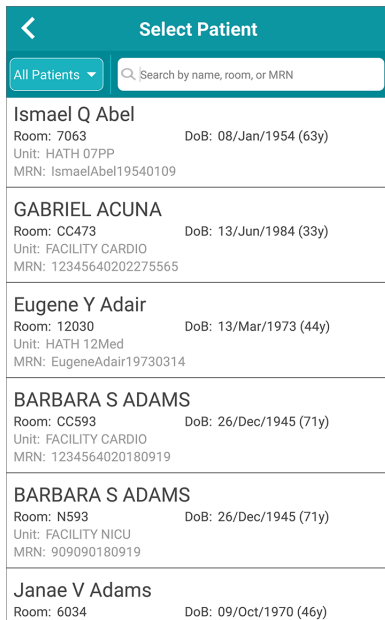 Select Patient
All Patients
Search by name, room, or MRN
Ismael Q Abel
Room: 7063 DoB: 08/Jan/1954 (63y)
Unit: HATH 07PP
MRN: IsmaelAbel19540109
GABRIEL ACUNA
Room: CC473 DoB: 13/Jun/1984 (33y)
Unit: FACILITY CARDIO
MRN: 12345640202275565
Eugene Y Adair
Room: 12030 DoB: 13/Mar/1973 (44y)
Unit: HATH 12Med
MRN: EugeneAdair19730314
BARBARA S ADAMS
Room: CC593 DoB: 26/Dec/1945 (71y)
Unit: FACILITY CARDIO
MRN: 1234564020180919
BARBARA S ADAMS
Room: N593 DoB: 26/Dec/1945 (71y)
Unit: FACILITY NICU
MRN: 909090180919
Janae V Adams
Room: 6034 DoB: 09/Oct/1970 (46y)